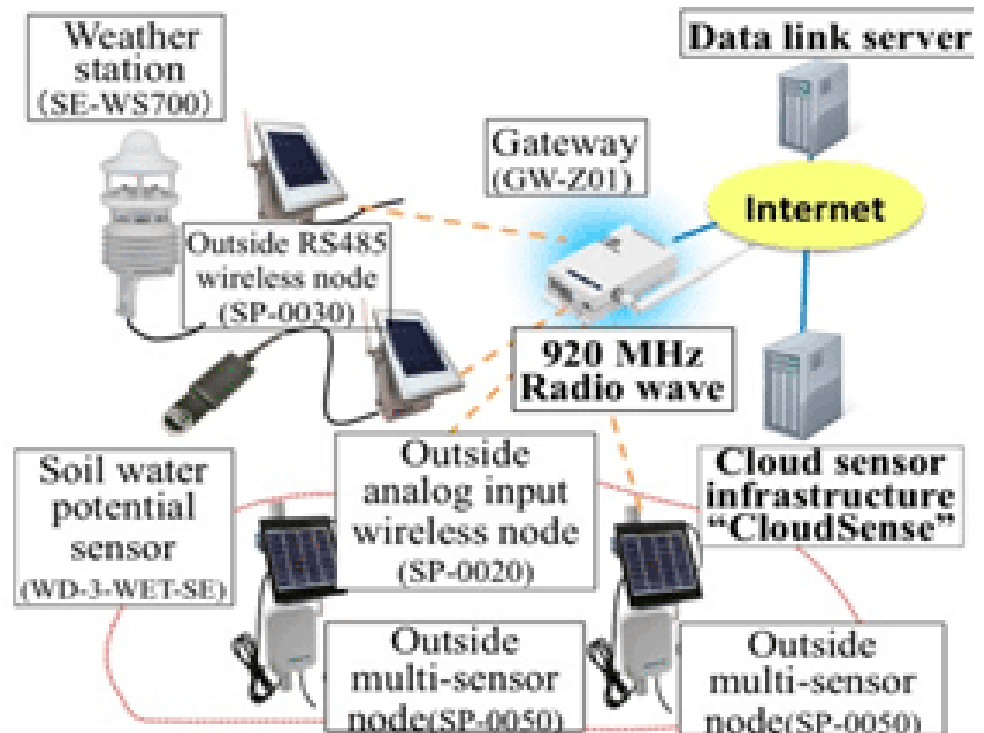 Weather
station
(SE-WS700)
Data link server
Gateway
(GW-Z01)
Internet
Outside RS485
wireless node
(SP-0030)
920 MHz
Radio wave
Soil water
potential
sensor
(WD-3-WET-SE)
Outside
analog input
wireless node
(SP-0020)
Cloud sensor
infrastructure
“CloudSense”
Outside
multi-sensor
node(SP-0050)
Outside
multi-sensor
node(SP-0050)